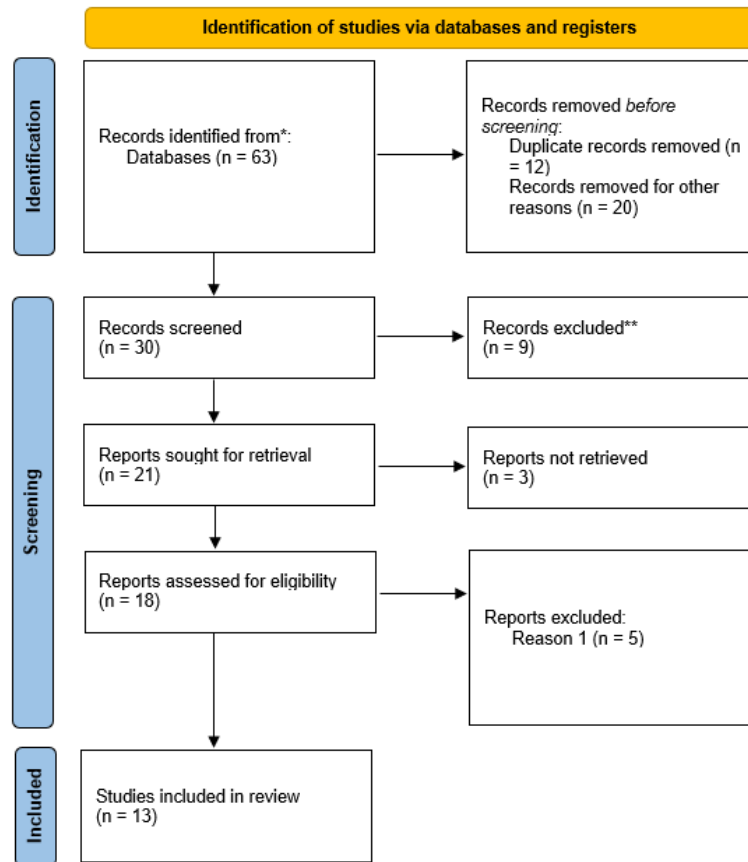 Identification of studies via databases and registers
Identification
Records identified from*:
Databases (n = 63)
Records removed before
screening:
Duplicate records removed (n
= 12)
Records removed for other
reasons (n = 20)
Screening
Records screened
(n = 30)
Records excluded**
(n = 9)
Reports sought for retrieval
(n = 21)
Reports not retrieved
(n = 3)
Reports assessed for eligibility
(n = 18)
Reports excluded:
Reason 1 (n = 5)
Included
Studies included in review
(n = 13)